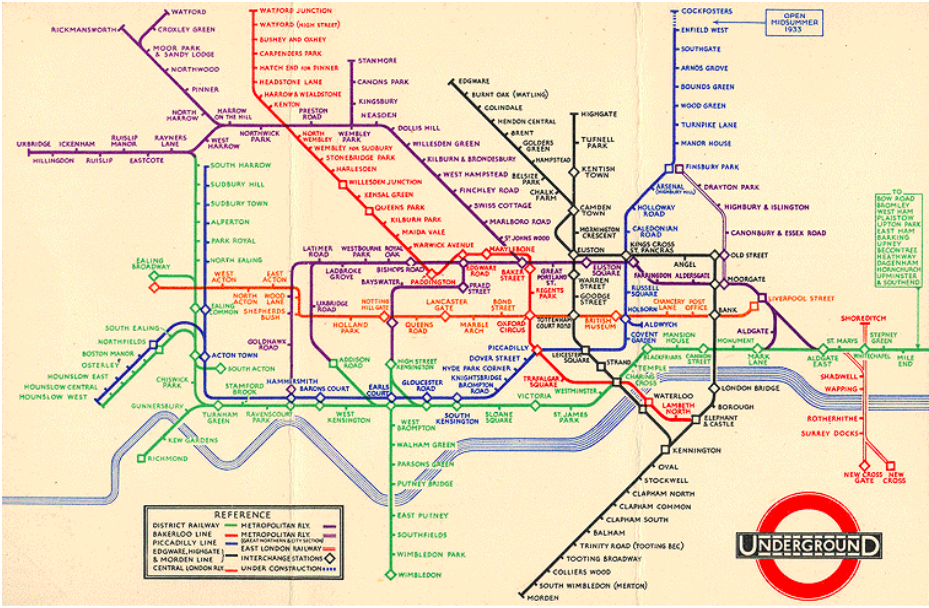 WATFORD
CROXLEY GREEN
RICKMANSWORTH
MOOR PARK
& SANDY LODGE
NORTHWOOD
PINNER
NORTH
HARROW
HARROW
ON THE HILL
WEST
HARROW
NORTHWICK
PARK
PRESTON
ROAD
WEMBLEY
PARK
URBRIDGE
ICKENHAM
RUISLIP
MANOR
RAYNERS
LANE
HILLINGDON
RUISLIP
EASTCOTE
WATFORD JUNCTION
WATFORD (HIGH STREET)
BUSHEY AND OXHEY
CARPENDERS PARK
HATCH END FOR PINNER
HEADSTONE LANE
HARROW & WEALDSTONE
KENTON
NORTH
WEMBLEY
WEMBLEY FOR SUDBURY
STONEBRIDGE PARK
HARLESDEN
WILLESDEN JUNCTION
KENSAL GREEN
QUEENS PARK
KILBURN PARK
MAIDA VALE
WARWICK AVENUE
PADDINGTON
MARYLEBONE
STANMORE
CANONS PARK
KINGSBURY
NEASDEN
DOLLIS HILL
WILLESDEN GREEN
KILBURN & BRONDESBURY
WEST HAMPSTEAD
FINCHLEY ROAD
SWISS COTTAGE
MARLBORO ROAD
ST. JOHNS WOOD
EDGWARE
BURNT OAK (WATLING)
COLINDALE
HENDON CENTRAL
BRENT
GOLDERS
GREEN
HAMPSTEAD
BELSIZE
PARK
CHALK
FARM
HIGHGATE
TUFNELL
PARK
KENTISH
TOWN
CAMDEN
TOWN
MORNINGTON
CRESCENT
EUSTON
COCKFOSTERS
ENFIELD WEST
SOUTHGATE
ARNOS GROVE
BOUNDS GREEN
WOOD GREEN
TURNPIKE LANE
MANOR HOUSE
FINSBURY PARK
OPEN
MIDSUMMER
1933
ARSENAL
(HIGHBURY HILL)
HOLLOWAY
ROAD
CALEDONIAN
ROAD
KINGS CROSS
ST. PANCRAS
DRAYTON PARK
HIGHBURY & ISLINGTON
CANONBURY & ESSEX ROAD
OLD STREET
MOORGATE
ANGEL
TO
BOW ROAD
BROMLEY
WEST HAM
PLAISTOW
UPTON PARK
EAST HAM
BARKING
UPNEY
BECONTREE
HEATHWAY
DAGENHAM
HORNCHURCH
UPMINSTER
& SOUTHEND
SOUTH HARROW
SUDBURY HILL
SUDBURY TOWN
ALPERTON
PARK ROYAL
NORTH EALING
EALING
COMMON
EALING
BROADWAY
WEST
ACTON
EAST
ACTON
NORTH
ACTON
WOOD
LANE
SHEPHERDS
BUSH
LATIMER
ROAD
WESTBOURNE
PARK
ROYAL
OAK
LADBROKE
GROVE
BISHOPS ROAD
BAYSWATER
EDGWARE
ROAD
PRAED
STREET
BAKER
STREET
GREAT
PORTLAND
ST.
REGENTS
PARK
EUSTON
SQUARE
WARREN
STREET
GOODGE
STREET
FARRINGDON
ALDERSGATE
RUSSELL
SQUARE
UXBRIDGE
ROAD
GOLDHAWK
ROAD
HOLLAND
PARK
NOTTING
HILL GATE
QUEENS
ROAD
LANCASTER
GATE
MARBLE
ARCH
BOND
STREET
OXFORD
CIRCUS
TOTTENHAM
COURT ROAD
BRITISH
MUSEUM
HOLBORN
CHANCERY
LANE
POST
OFFICE
BANK
LIVERPOOL STREET
ALDWYCH
COVENT
GARDEN
LEICESTER
SQUARE
STRAND
PICCADILLY
DOVER STREET
HYDE PARK CORNER
KNIGHTSBRIDGE
BROMPTON
ROAD
TRAFALGAR
SQUARE
SOUTH EALING
NORTHFIELDS
BOSTON MANOR
OSTERLEY
HOUNSLOW EAST
HOUNSLOW CENTRAL
HOUNSLOW WEST
ACTON TOWN
SOUTH ACTON
CHISWICK
PARK
GUNNERSBURY
KEW GARDENS
RICHMOND
TURNHAM
GREEN
STAMFORD
BROOK
RAVENSCOURT
PARK
HAMMERSMITH
BARONS COURT
WEST
KENSINGTON
ADDISON
ROAD
EARLS
COURT
HIGH STREET
KENSINGTON
GLOUCESTER
ROAD
SOUTH
KENSINGTON
SLOANE
SQUARE
VICTORIA
ST. JAMES
PARK
WESTMINSTER
CHARING
CROSS
TEMPLE
BLACKFRIARS
MANSION
HOUSE
CANNON
STREET
MONUMENT
MARK
LANE
ALDGATE
ALDGATE
EAST
ST. MARYS
WHITECHAPEL
STEPNEY
GREEN
MILE
END
SHOREDITCH
SHADWELL
WAPPING
ROTHERHITHE
SURREY DOCKS
NEW CROSS
GATE
NEW
CROSS
WATERLOO
LAMBETH
NORTH
LONDON BRIDGE
BOROUGH
ELEPHANT
& CASTLE
KENNINGTON
OVAL
STOCKWELL
CLAPHAM NORTH
CLAPHAM COMMON
CLAPHAM SOUTH
BALHAM
TRINITY ROAD (TOOTING BEC)
TOOTING BROADWAY
COLLIERS WOOD
SOUTH WIMBLEDON (MERTON)
MORDEN
WEST
BROMPTON
WALHAM GREEN
PARSONS GREEN
PUTNEY BRIDGE
EAST PUTNEY
SOUTHFIELDS
WIMBLEDON PARK
WIMBLEDON
REFERENCE
DISTRICT RAILWAY
BAKERLOO LINE
PICCADILLY LINE
EDGWARE, HIGHGATE
& MORDEN LINE
CENTRAL LONDON RLY.
METROPOLITAN RLY.
METROPOLITAN RLY.
(GREAT NORTHERN & CITY SECTION)
EAST LONDON RAILWAY
INTERCHANGE STATIONS
UNDER CONSTRUCTION
UNDERGROUND